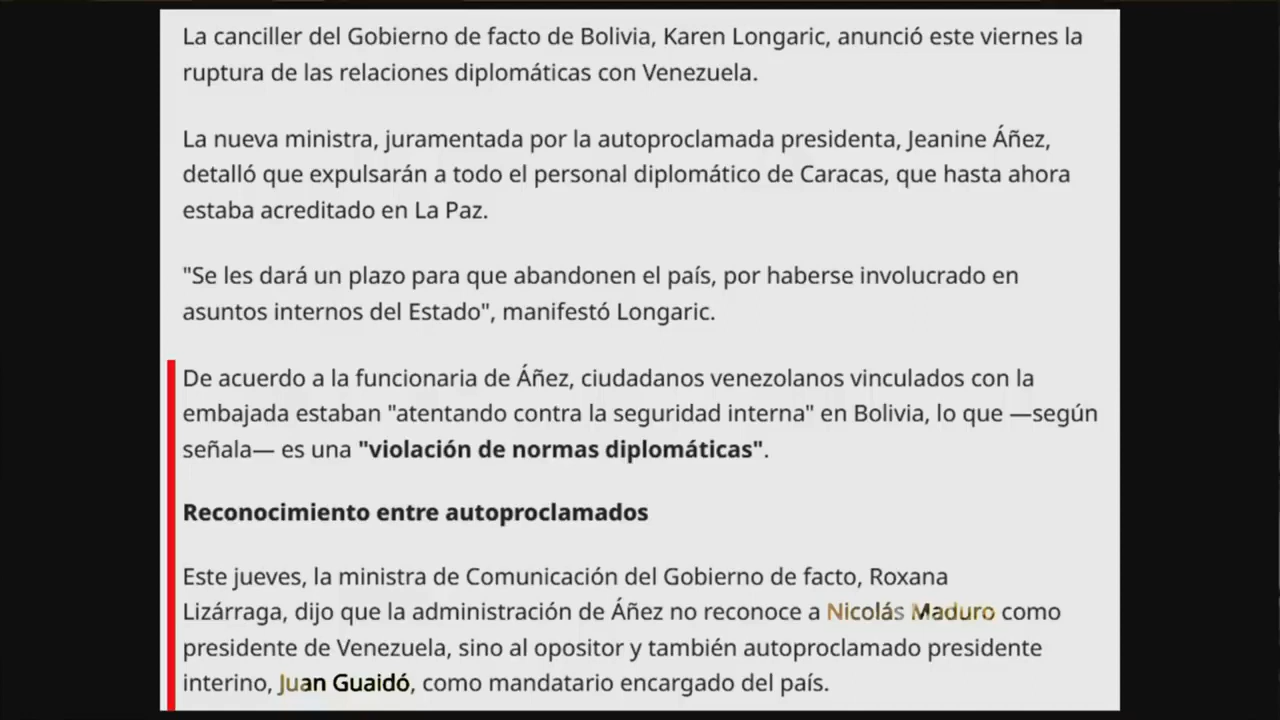 La canciller del Gobierno de facto de Bolivia, Karen Longaric, anunció este viernes la
ruptura de las relaciones diplomáticas con Venezuela.
La nueva ministra, juramentada por la autoproclamada presidenta, Jeanine Áñez,
detalló que expulsarán a todo el personal diplomático de Caracas, que hasta ahora
estaba acreditado en La Paz.
"Se les dará un plazo para que abandonen el país, por haberse involucrado en
asuntos internos del Estado", manifestó Longaric.
De acuerdo a la funcionaria de Áñez, ciudadanos venezolanos vinculados con la
embajada estaban "atentando contra la seguridad interna" en Bolivia, lo que —según
señala— es una "violación de normas diplomáticas".
Reconocimiento entre autoproclamados
Este jueves, la ministra de Comunicación del Gobierno de facto, Roxana
Lizárraga, dijo que la administración de Áñez no reconoce a Nicolás Maduro como
presidente de Venezuela, sino al opositor y también autoproclamado presidente
interino, Juan Guaidó, como mandatario encargado del país.